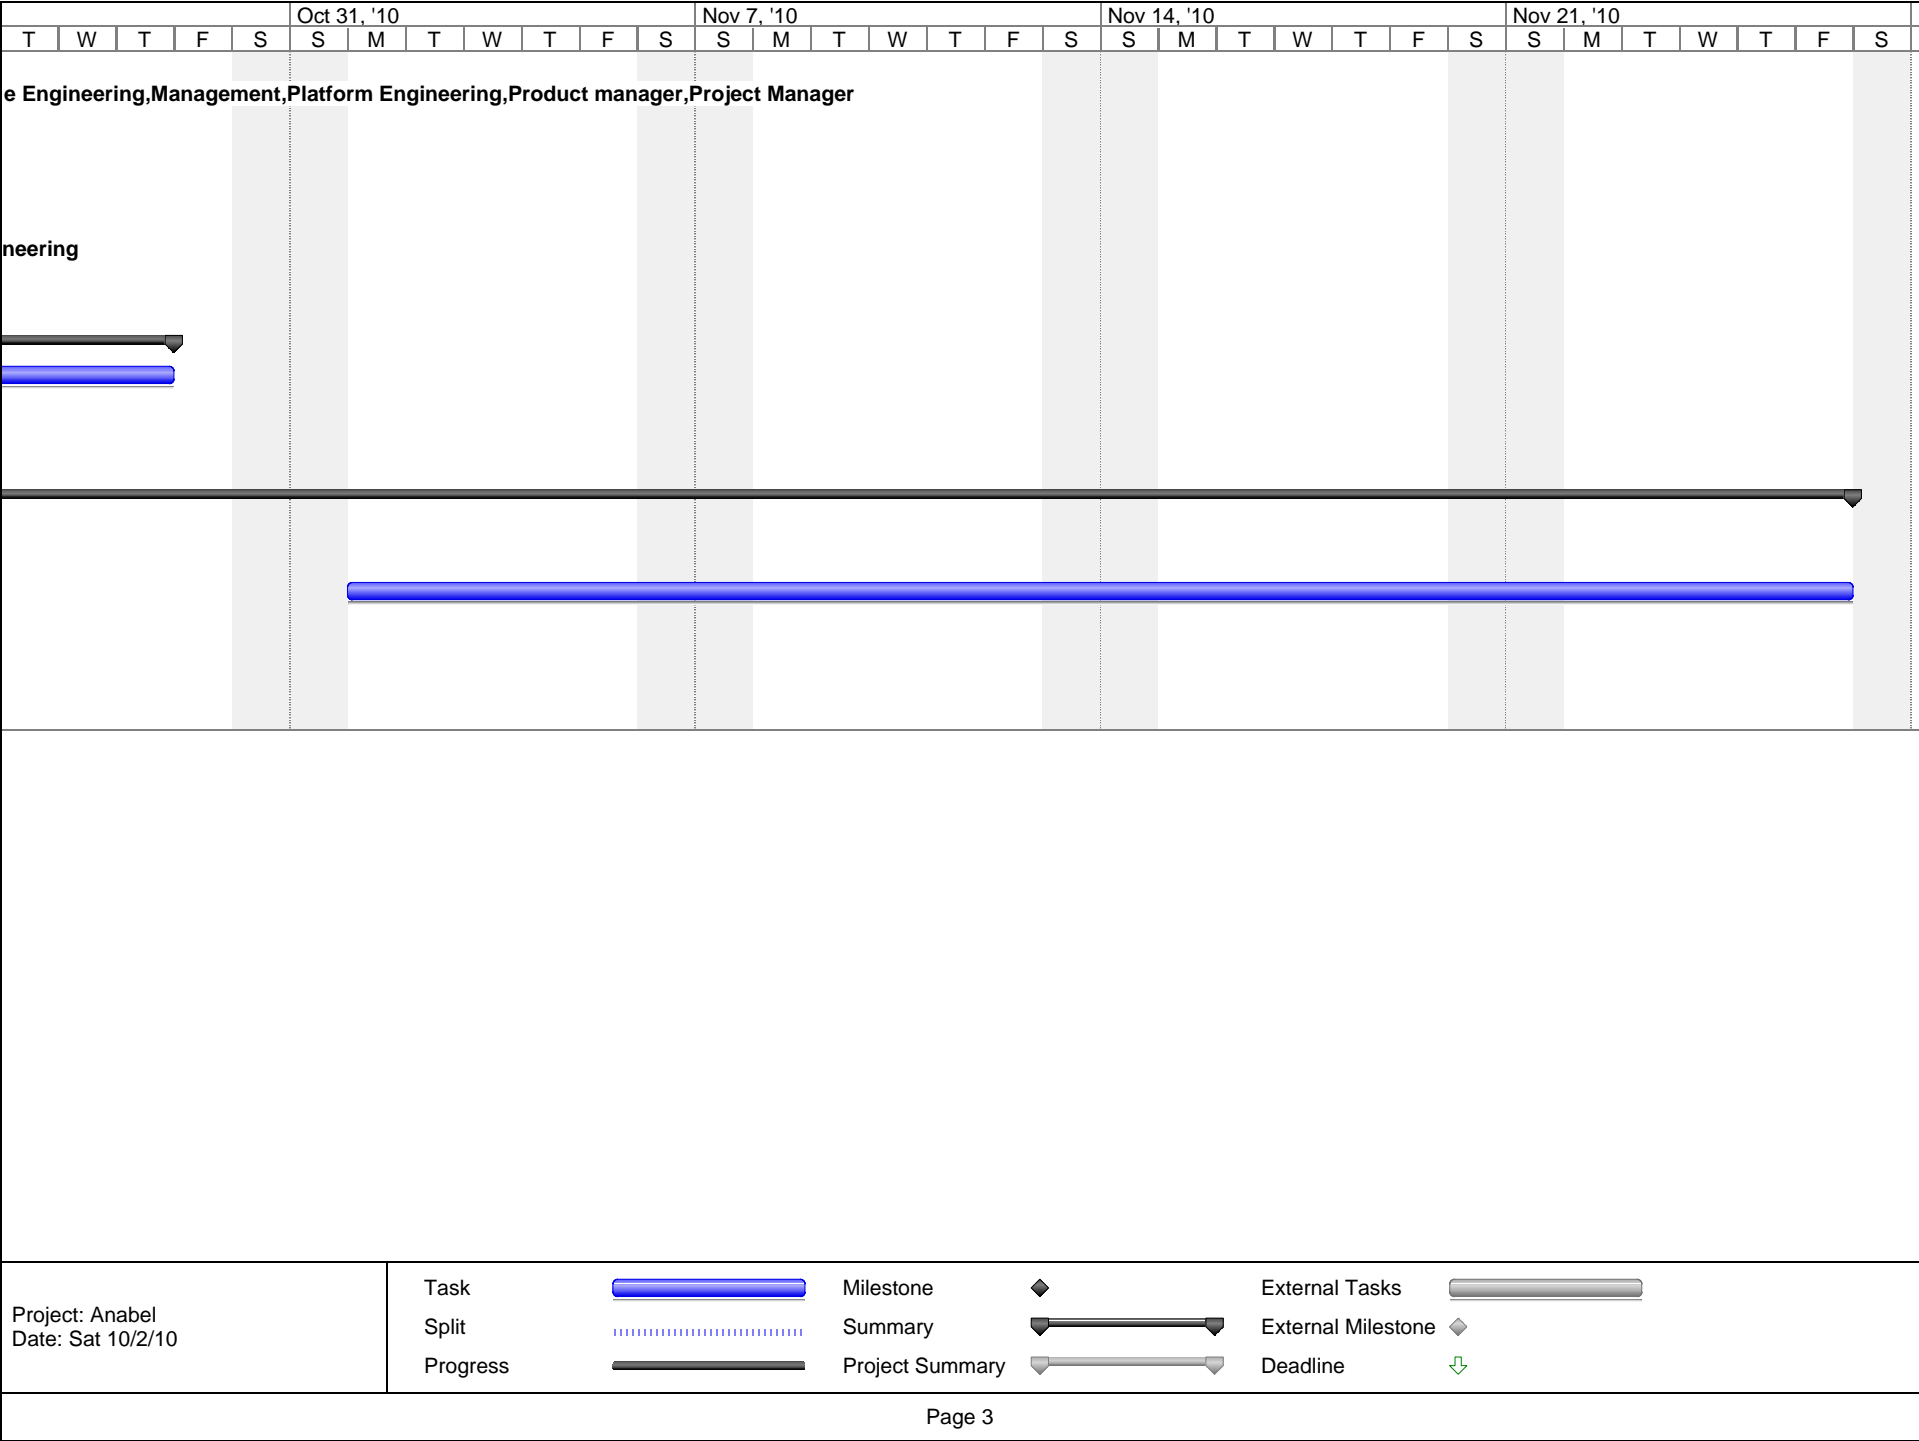 Oct 31, '10 Nov 7, '10 Nov 14, '10 Nov 21, '10
T W T F S S M T W T F S S M T W T F S S M T W T F S S M T W T F S
e Engineering,Management,Platform Engineering,Product manager,Project Manager
neering
Project: Anabel
Date: Sat 10/2/10
Task
Split
Progress
Milestone
Summary
Project Summary
External Tasks
External Milestone
Deadline
Page 3